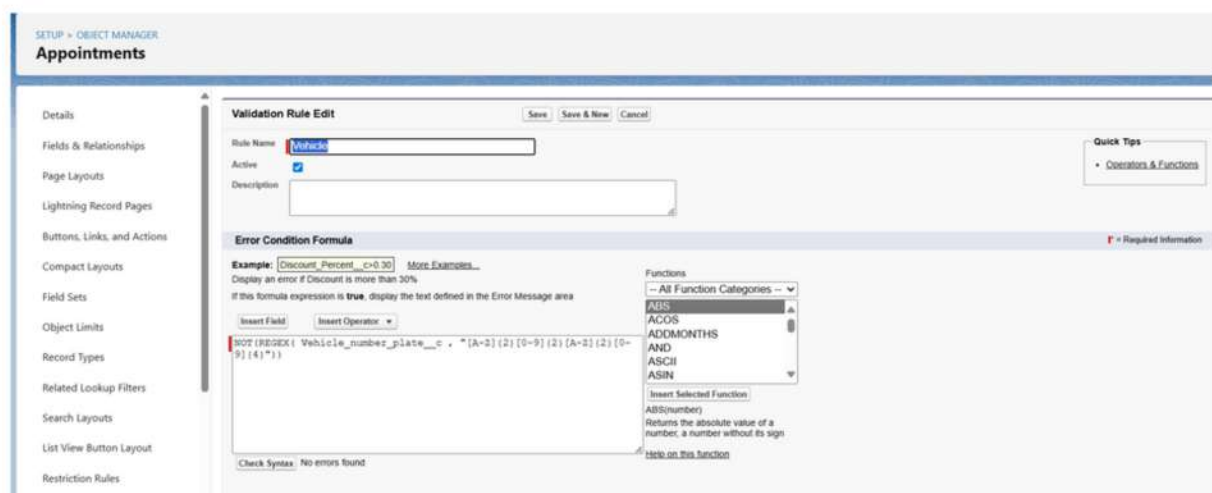 SETUP > OBJECT MANAGER
Appointments
Details
Fields & Relationships
Page Layouts
Lightning Record Pages
Buttons, Links, and Actions
Compact Layouts
Field Sets
Object Limits
Record Types
Related Lookup Filters
Search Layouts
List View Button Layout
Restriction Rules
Validation Rule Edit
Save
Save & New
Cancel
Rule Name
Vehicle
Active
Description
Quick Tips
• Operators & Functions
Error Condition Formula
= Required Information
Example: Discount_Percent__c>0.30 More Examples...
Display an error if Discount is more than 30%
If this formula expression is true, display the text defined in the Error Message area
Insert Field
Insert Operator
NOT(REGEX( Vehicle_number_plate__c , "[A-Z]{2}[0-9]{2}[A-Z]{2}[0-
9]{4}"))
Check Syntax No errors found
Functions
-- All Function Categories --
ABS
ACOS
ADDMONTHS
AND
ASCII
ASIN
Insert Selected Function
ABS(number)
Returns the absolute value of a
number, a number without its sign
Help on this function